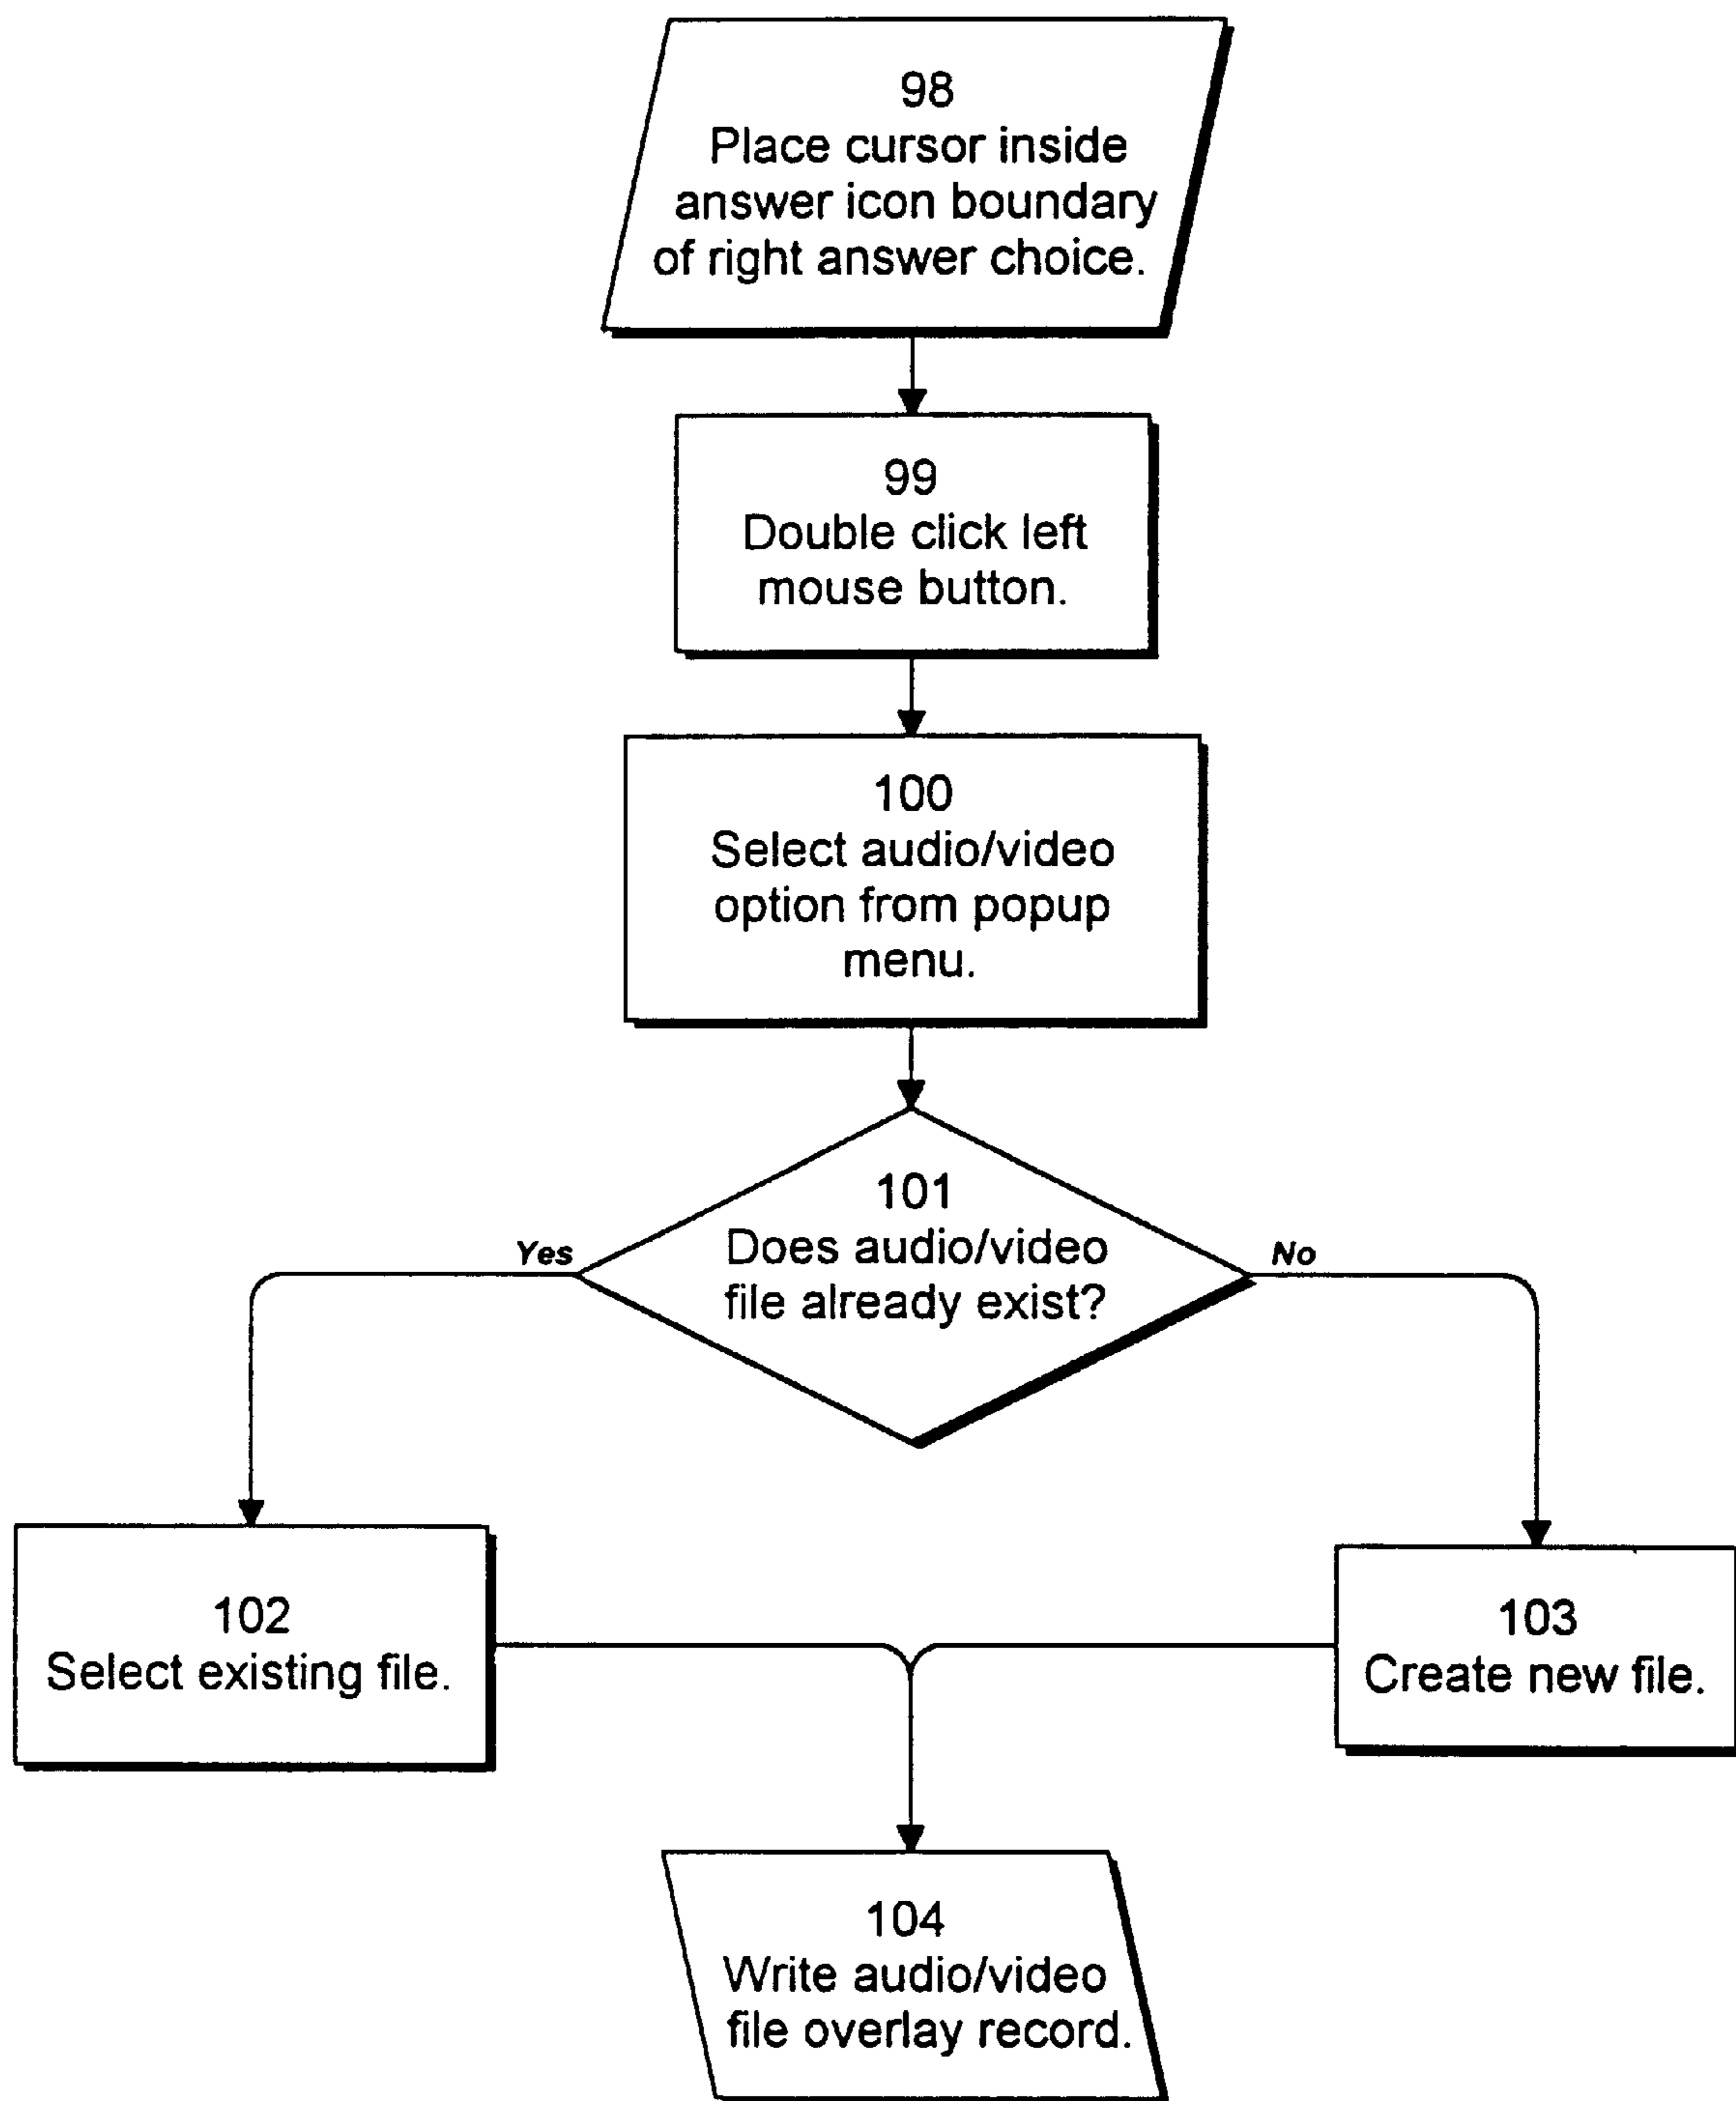 98
Place cursor inside
answer icon boundary
of right answer choice.
99
Double click left
mouse button.
100
Select audio/video
option from popup
menu.
101
Does audio/video
file already exist?
Yes
No
102
Select existing file.
103
Create new file.
104
Write audio/video
file overlay record.